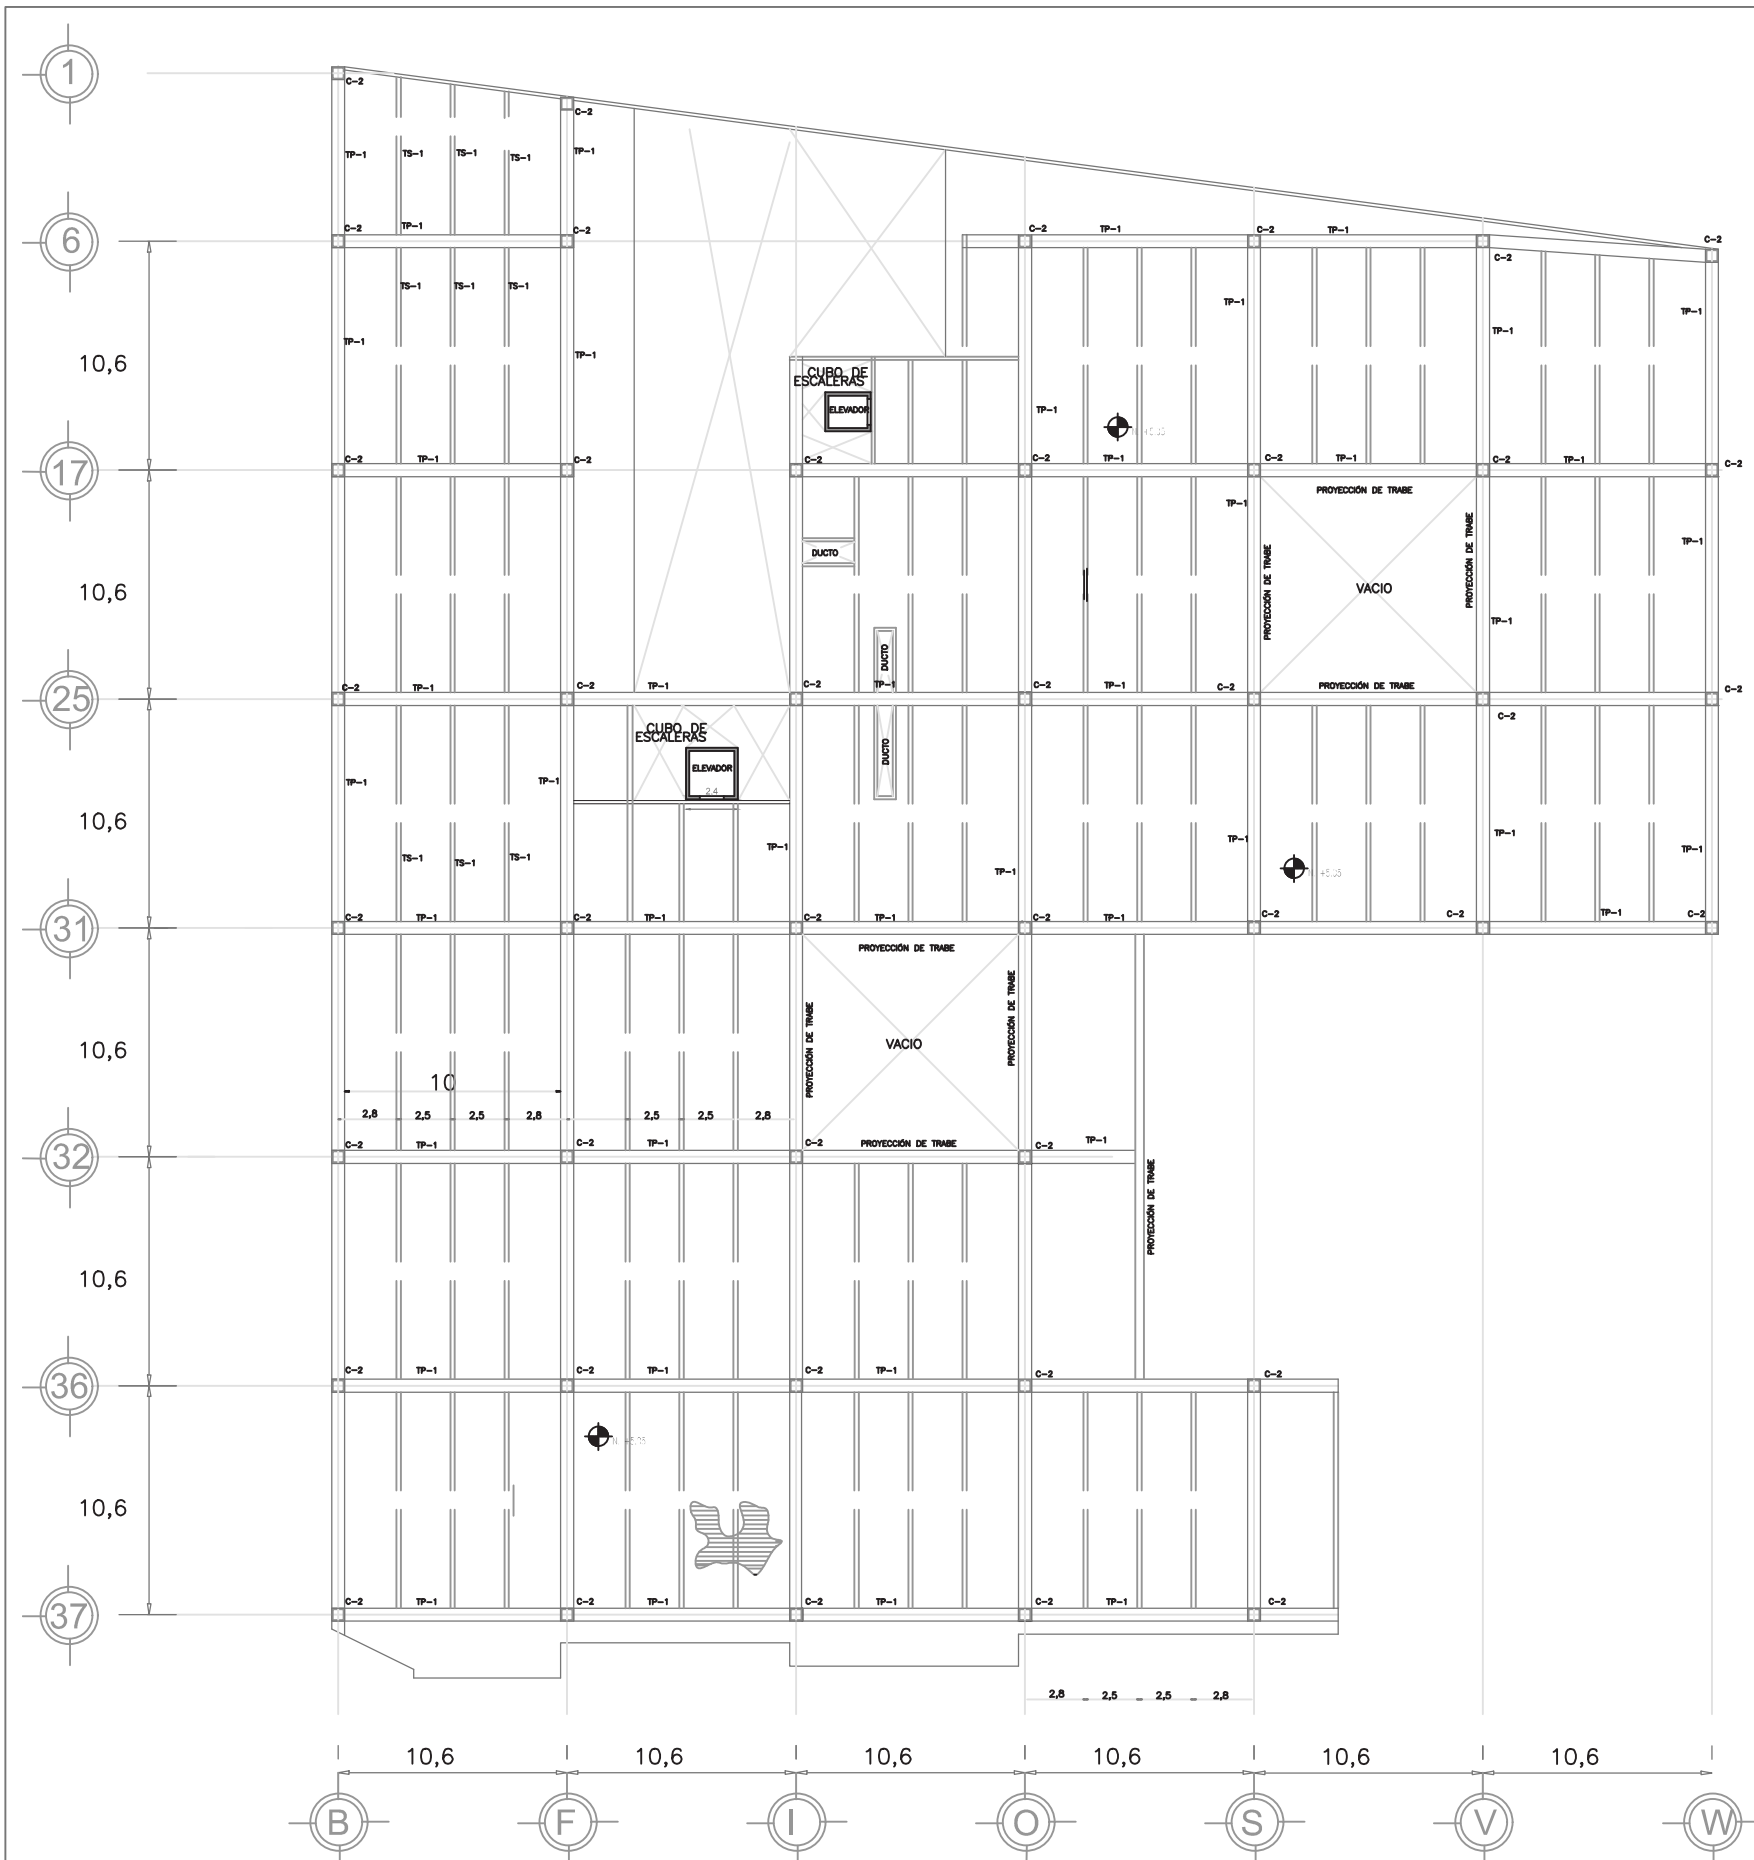 1
C-2
C-2
TP-1 TS-1 TS-1 TS-1 TP-1
C-2 TP-1 C-2 C-2 TP-1 C-2 TP-1 C-2
6
TS-1 TS-1 TS-1 C-2
TP-1 TP-1
TP-1 TP-1 TP-1
10,6
CUBO DE
ESCALERAS
ELEVADOR TP-1
C-2 TP-1 C-2 C-2 C-2 TP-1 C-2 TP-1 C-2 TP-1 C-2
17
PROYECCIÓN DE TRABE
TP-1
TP-1
DUCTO
PROYECCIÓN DE TRABE
PROYECCIÓN DE TRABE
10,6
VACIO
TP-1
DUCTO
C-2 TP-1 C-2 TP-1 C-2 TP-1 C-2 TP-1 C-2 PROYECCIÓN DE TRABE C-2
25
C-2
CUBO DE
ESCALERAS
DUCTO
ELEVADOR
TP-1 TP-1
2.4
10,6
TP-1 TP-1 TP-1 TP-1
TS-1 TS-1 TS-1
TP-1
C-2 TP-1 C-2 TP-1 C-2 TP-1 C-2 TP-1 C-2 C-2 TP-1 C-2
31
PROYECCIÓN DE TRABE
PROYECCIÓN DE TRABE
PROYECCIÓN DE TRABE
10,6
VACIO
10
2,8 2,5 2,5 2,8 2,5 2,5 2,8
C-2 TP-1 C-2 TP-1 C-2 PROYECCIÓN DE TRABE C-2 TP-1
32
PROYECCIÓN DE TRABE
10,6
C-2 TP-1 C-2 TP-1 C-2 TP-1 C-2 C-2
36
10,6
C-2 TP-1 C-2 TP-1 C-2 TP-1 C-2 TP-1 C-2
37
2,8 2,5 2,5 2,8
10,6 10,6 10,6 10,6 10,6 10,6
B F I O S V W